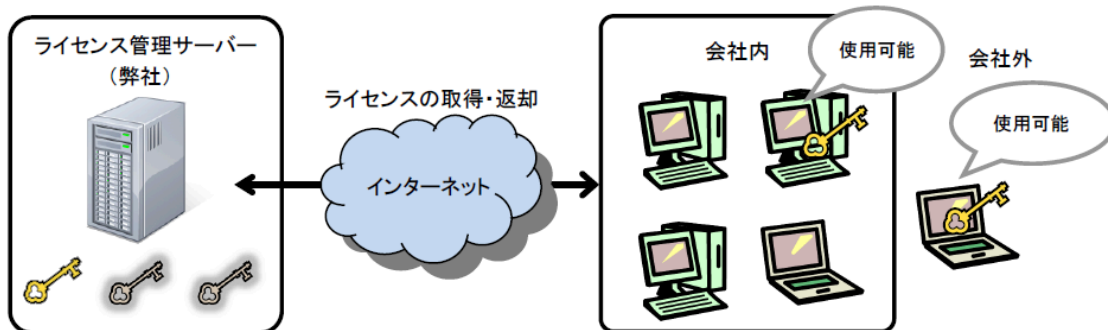 ライセンス管理サーバー
（弊社）
ライセンスの取得・返却
インターネット
会社内
使用可能
会社外
使用可能